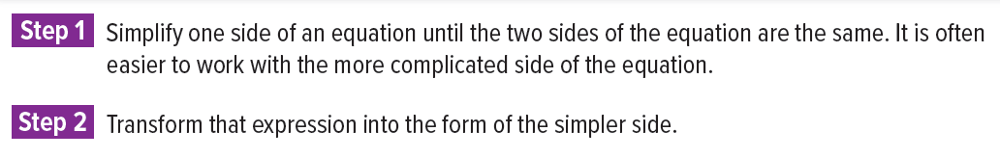 Step 1 Simplify one side of an equation until the two sides of the equation are the same. It is often
easier to work with the more complicated side of the equation.
Step 2 Transform that expression into the form of the simpler side.